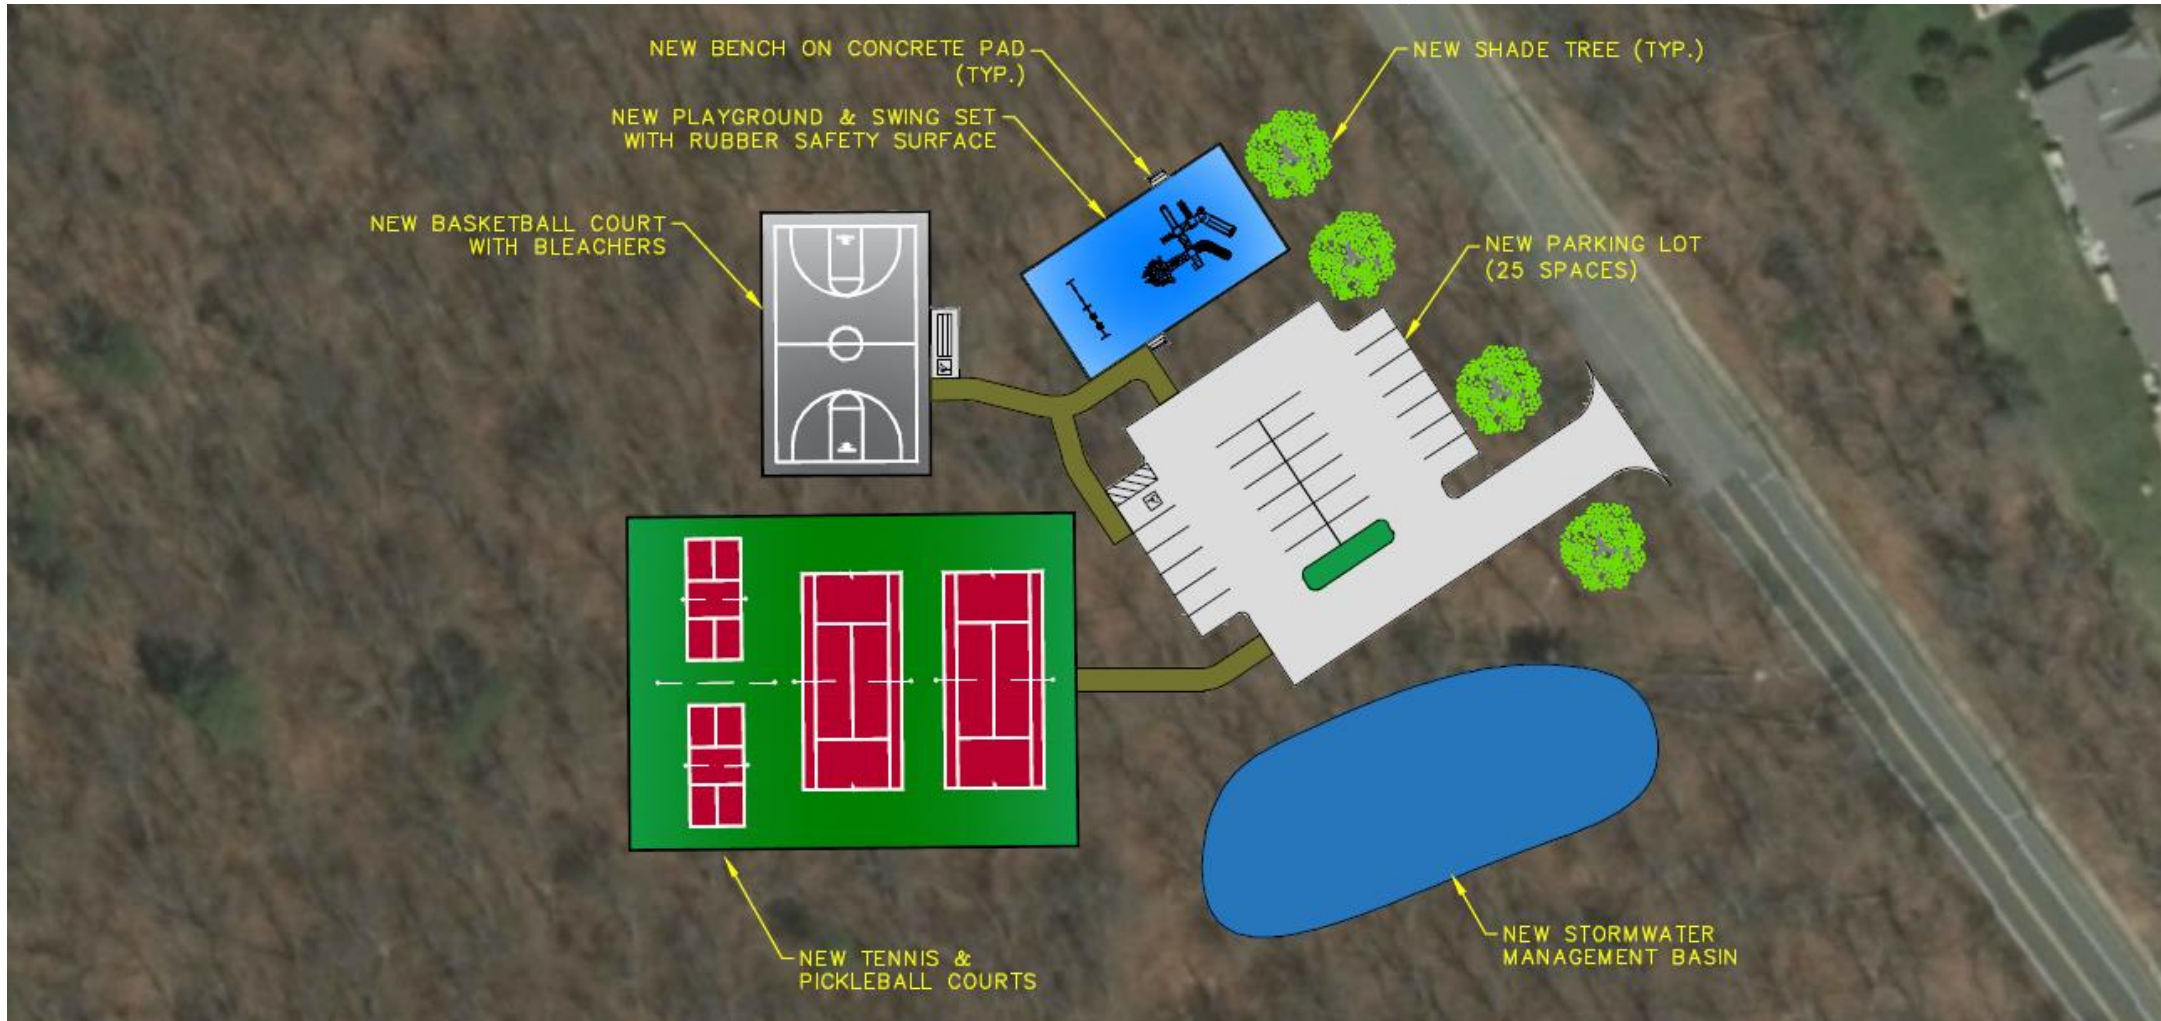 NEW BENCH ON CONCRETE PAD
(TYP.)
NEW SHADE TREE (TYP.)
NEW PLAYGROUND & SWING SET
WITH RUBBER SAFETY SURFACE
NEW BASKETBALL COURT
WITH BLEACHERS
NEW PARKING LOT
(25 SPACES)
NEW TENNIS &
PICKLEBALL COURTS
NEW STORMWATER
MANAGEMENT BASIN